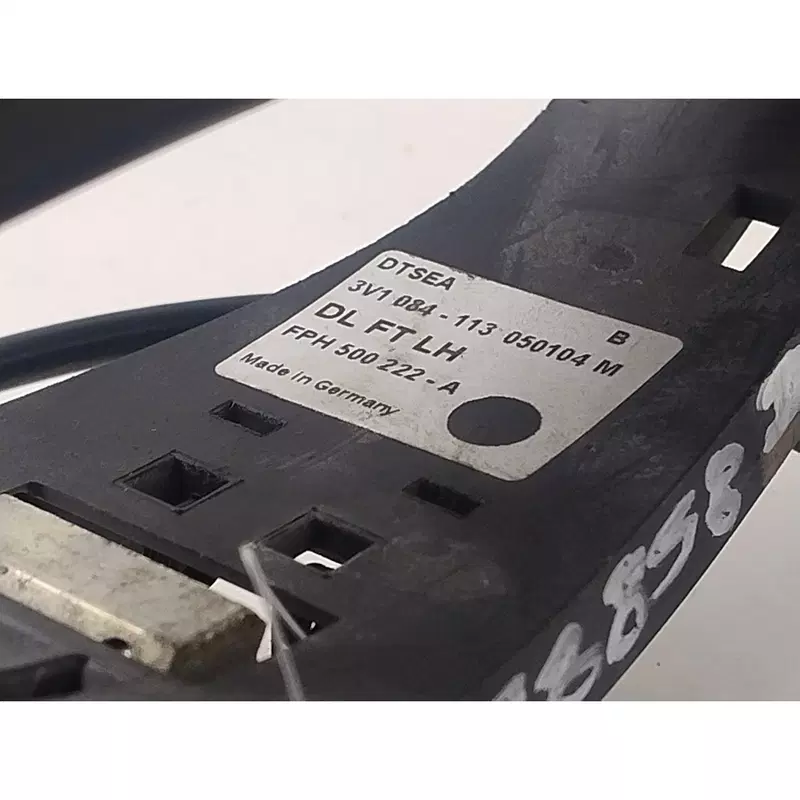 DTSEA
B
3V1 084 - 113 050104 M
DL FT LH
FPH 500 222 - A
Made in Germany